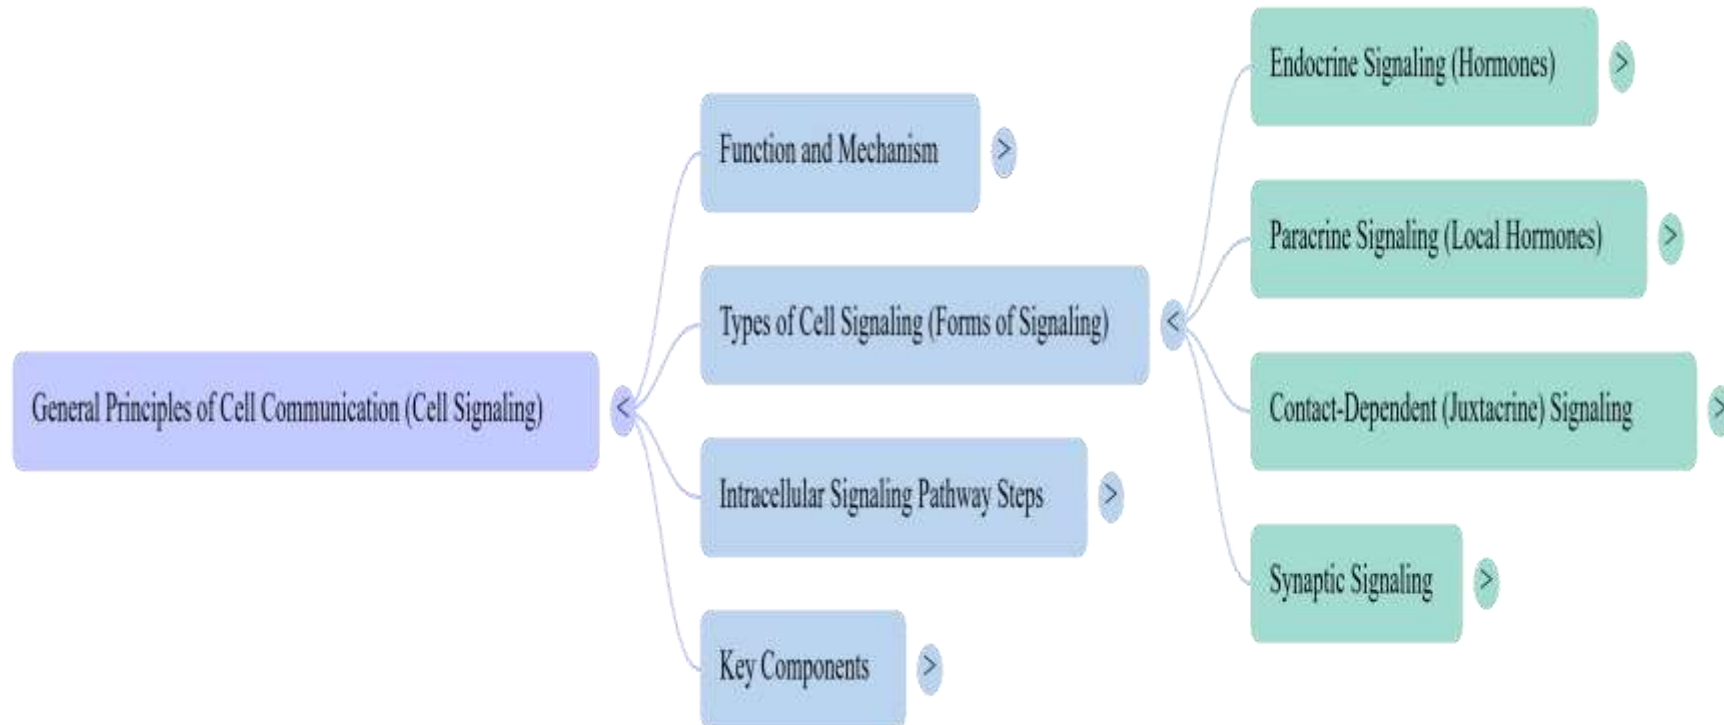 General Principles of Cell Communication (Cell Signaling)
Function and Mechanism
Types of Cell Signaling (Forms of Signaling)
Intracellular Signaling Pathway Steps
Key Components
Endocrine Signaling (Hormones)
Paracrine Signaling (Local Hormones)
Contact-Dependent (Juxtacrine) Signaling
Synaptic Signaling